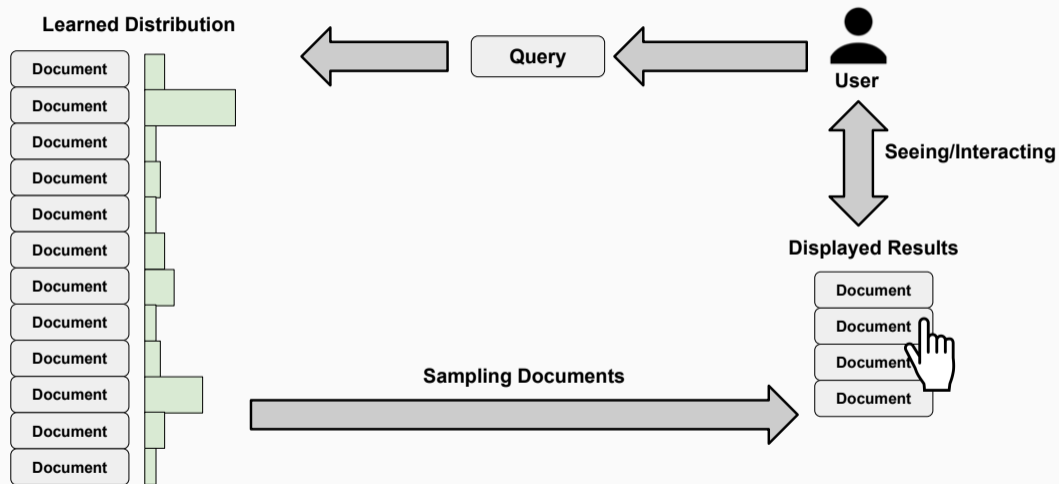 Learned Distribution
Document
Document
Document
Document
Document
Document
Document
Document
Document
Document
Document
Document
Query
User
Seeing/Interacting
Displayed Results
Document
Document
Document
Document
Sampling Documents